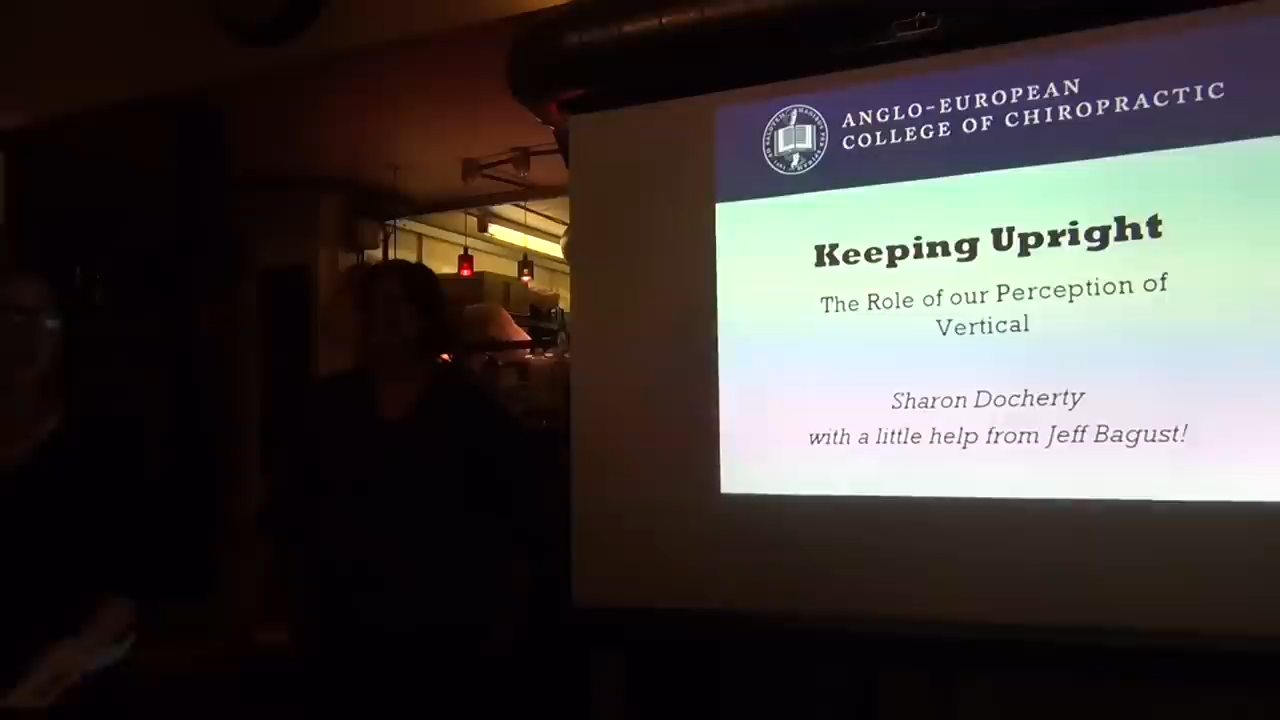 ANGLO-EUROPEAN
COLLEGE OF CHIROPRACTIC
Keeping Upright
The Role of our Perception of
Vertical
Sharon Docherty
with a little help from Jeff Bagust!